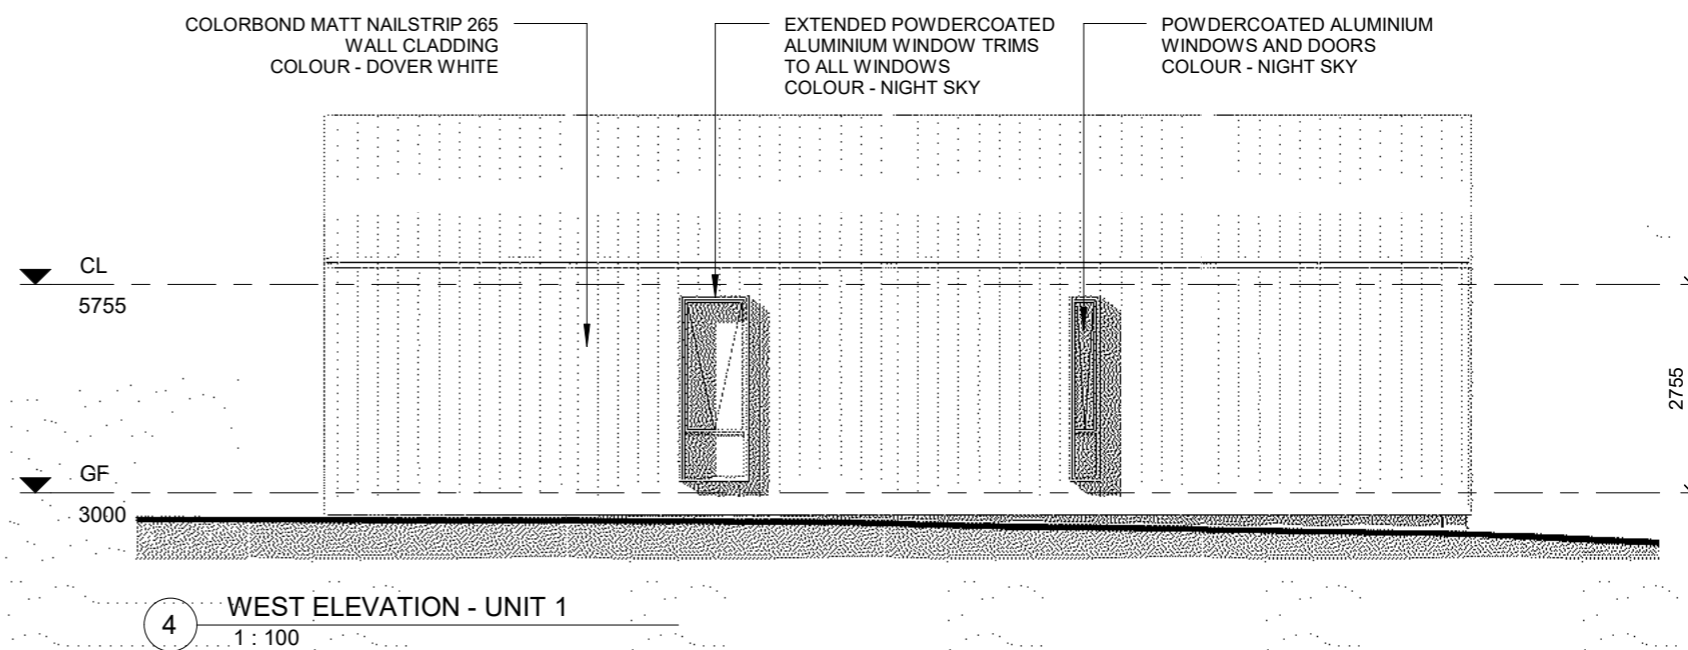 COLORBOND MATT NAILSTRIP 265
WALL CLADDING
COLOUR - DOVER WHITE
EXTENDED POWDERCOATED
ALUMINIUM WINDOW TRIMS
TO ALL WINDOWS
COLOUR - NIGHT SKY
POWDERCOATED ALUMINIUM
WINDOWS AND DOORS
COLOUR - NIGHT SKY
CL
5755
2755
GF
3000
4
WEST ELEVATION - UNIT 1
1 : 100